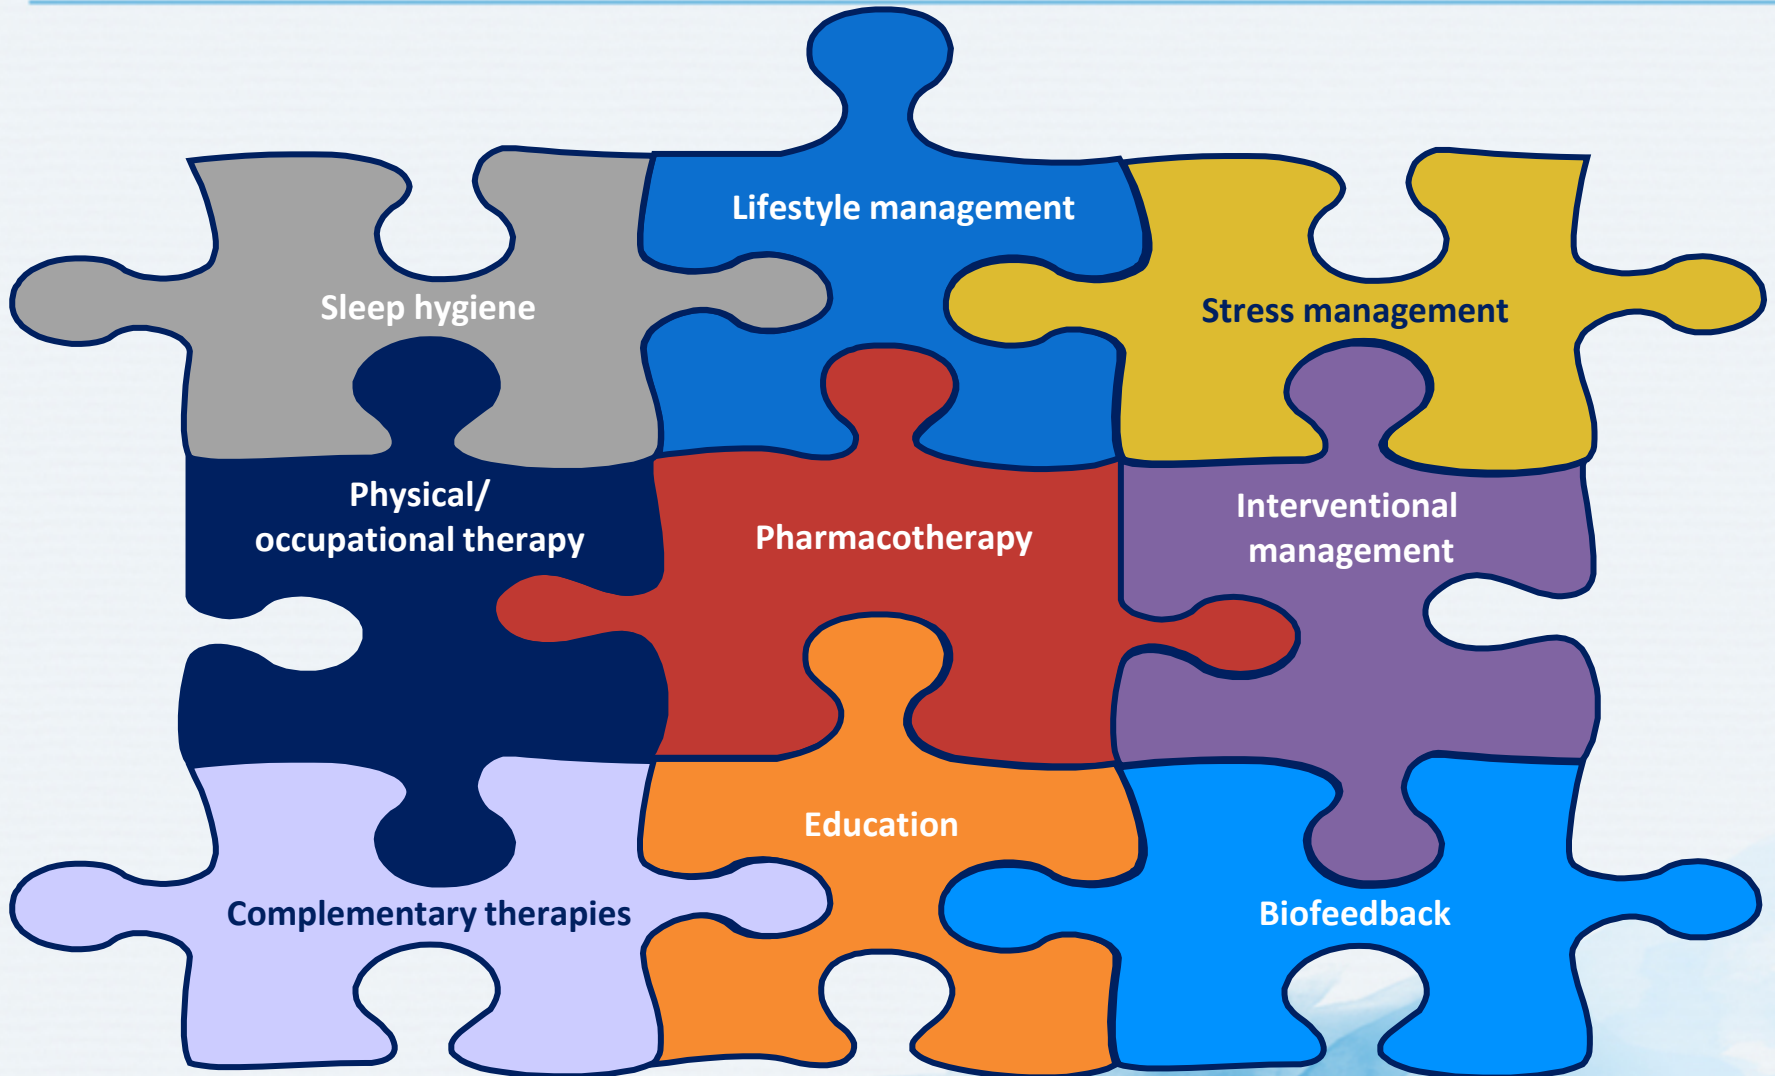 Lifestyle management
Sleep hygiene
Stress management
Physical/
occupational therapy
Pharmacotherapy
Interventional
management
Education
Complementary therapies
Biofeedback